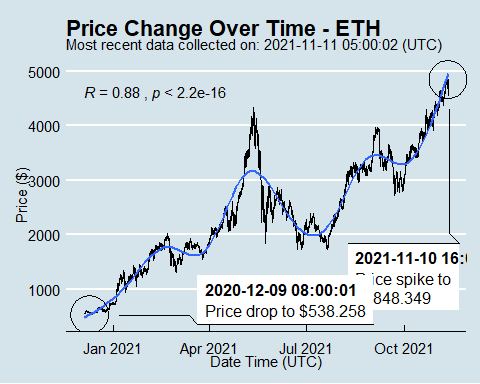 Price Change Over Time - ETH
Most recent data collected on: 2021-11-11 05:00:02 (UTC)
R = 0.88 , p < 2.2e-16
5000
4000
3000
2000
1000
Price ($)
2021-11-10 16:
Price spike to
848.349
2020-12-09 08:00:01
Price drop to $538.258
Jan 2021
Apr 2021
Jul 2021
Oct 2021
Date Time (UTC)